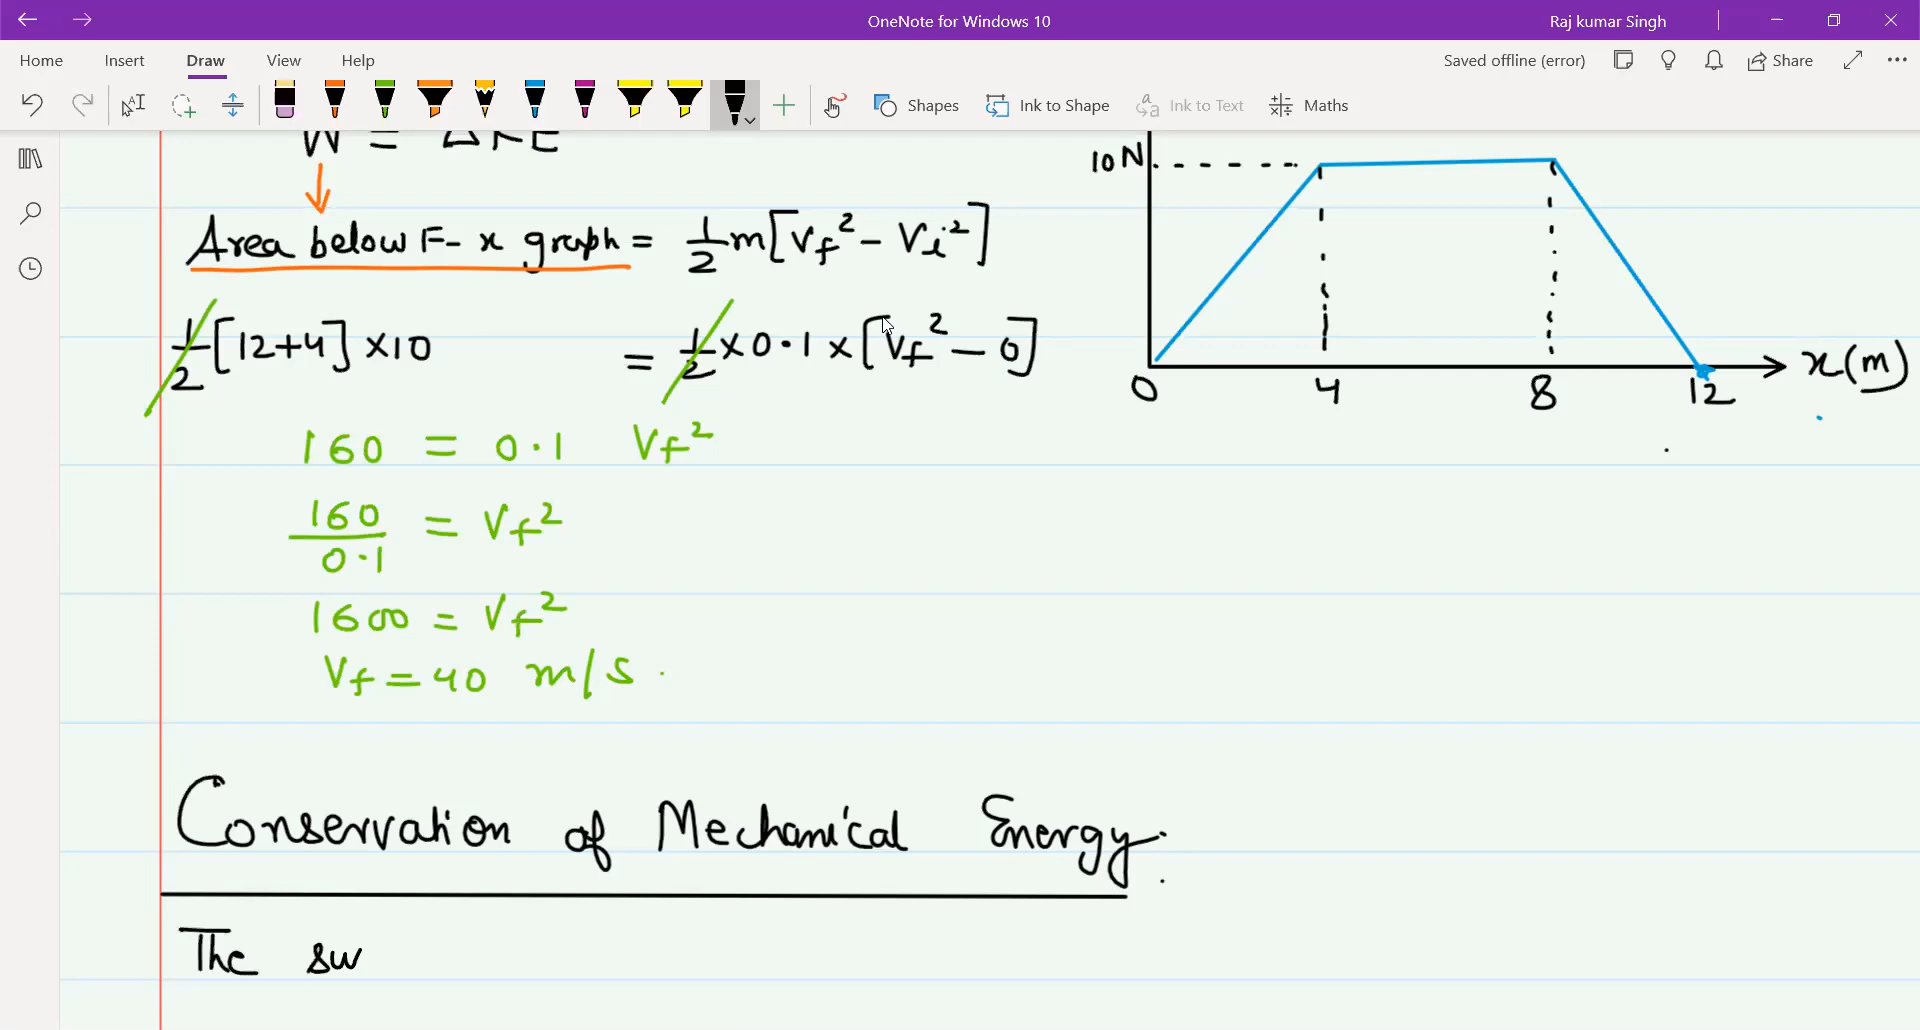 OneNote for Windows 10
Raj kumar Singh
Home Insert Draw View Help
Saved offline (error)
Share
Shapes
Ink to Shape
Ink to Text
Maths
W = ΔKE
Area below F- x graph = 1/2 m[Vf² - Vi²]
1/2 [12+4] ×10 = 1/2 × 0.1 × [Vf² - 0]
160 = 0.1 Vf²
160/0.1 = Vf²
1600 = Vf²
Vf = 40 m/s .
10N
0 4 8 12
x(m)
Conservation of Mechanical Energy:
The su